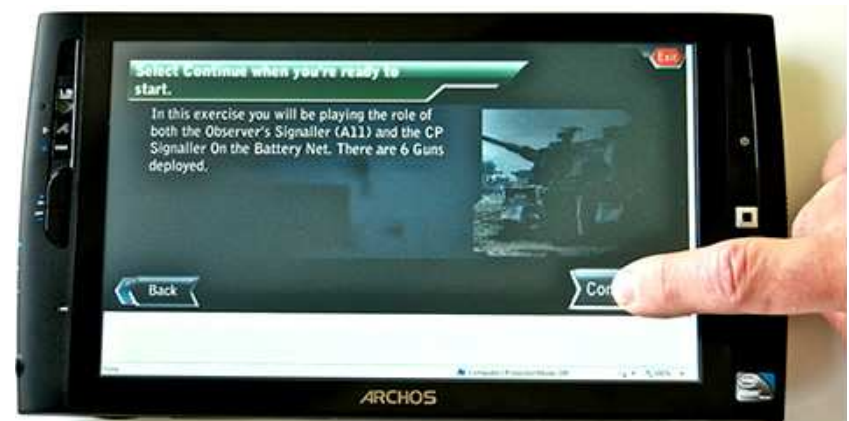 Select Continue when you're ready to
start.
Exit
In this exercise you will be playing the role of
both the Observer's Signaller (A11) and the CP
Signaller On the Battery Net. There are 6 Guns
deployed.
Back
Con
ARCHOS